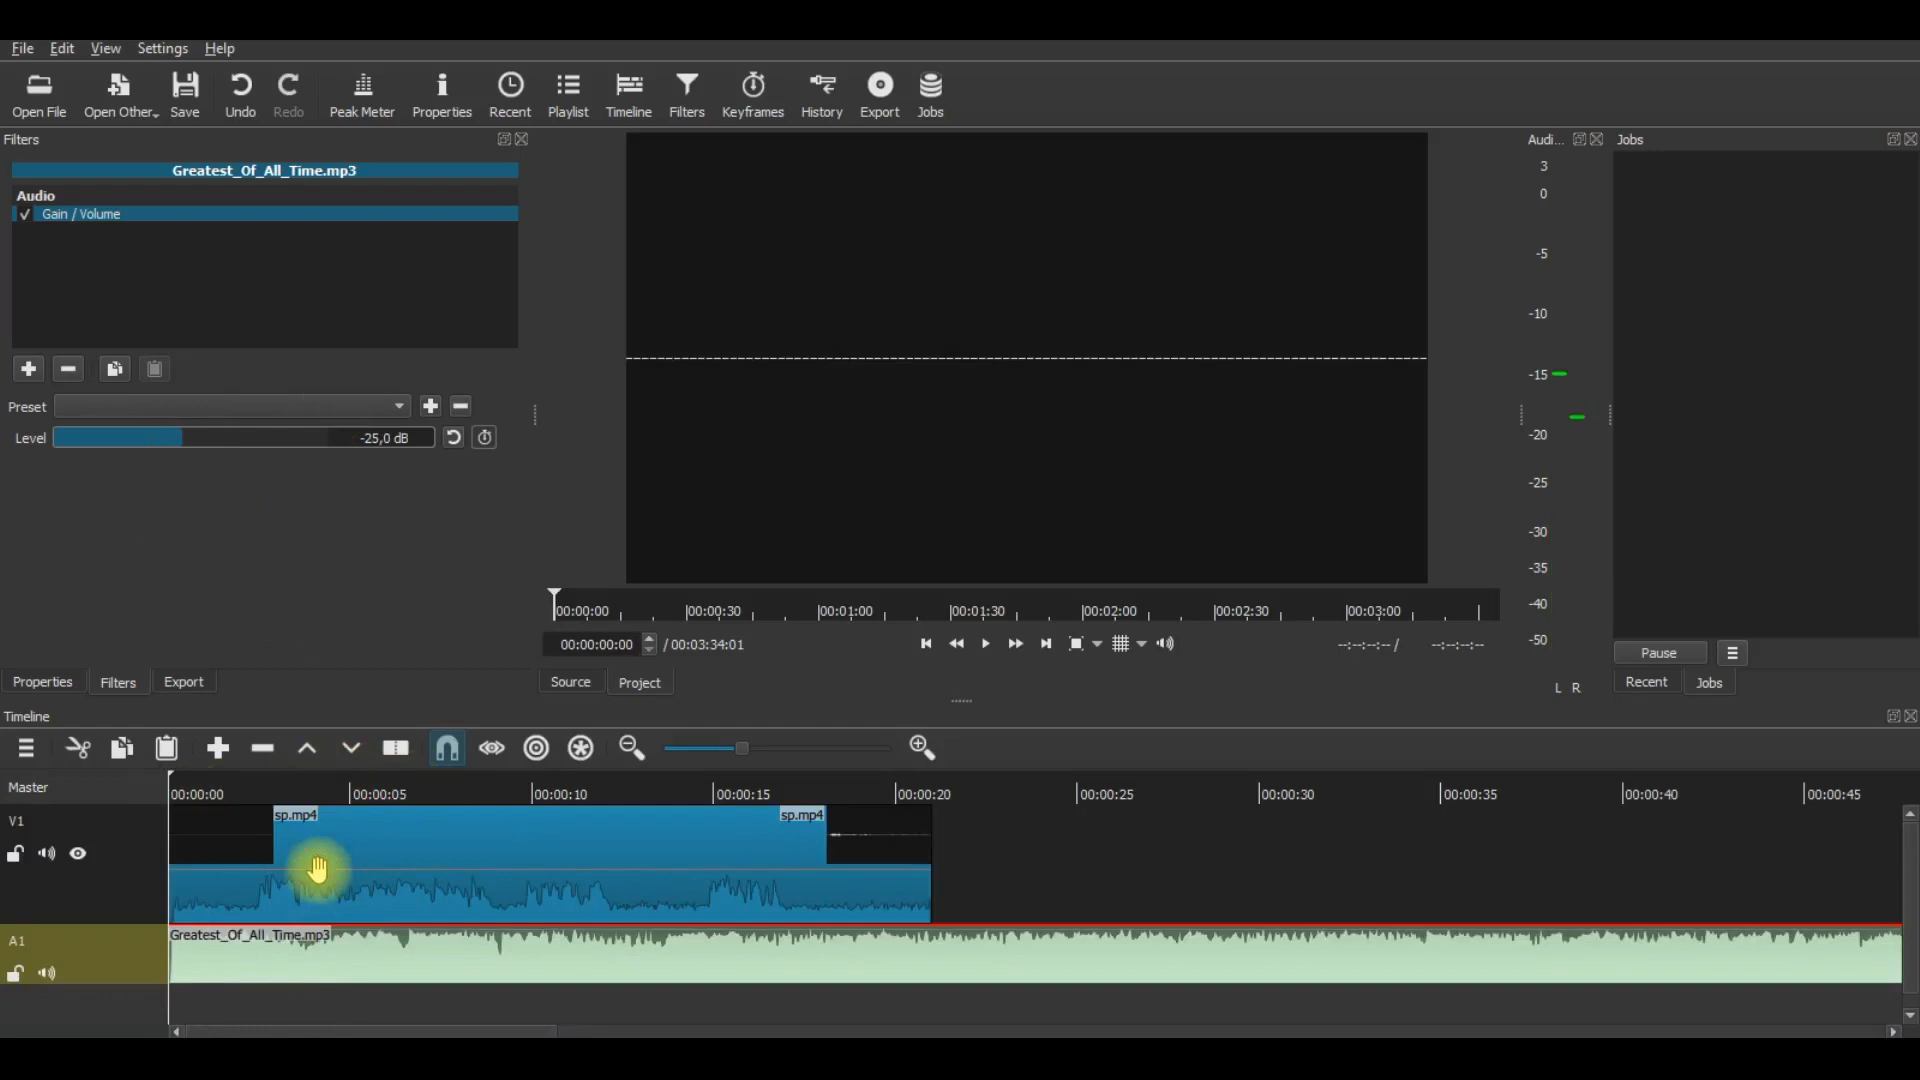 File Edit View Settings Help
Open File Open Other.. Save Undo Redo Peak Meter Properties Recent Playlist Timeline Filters Keyframes History Export Jobs
Filters
Greatest_Of_All_Time.mp3
Audio
✓ Gain / Volume
Preset
Level -25,0 dB
Properties Filters Export
00:00:00 00:00:30 00:01:00 00:01:30 00:02:00 00:02:30 00:03:00
00:00:00:00 / 00:03:34:01 --:--:--:-- / --:--:--:--
Source Project
Audi...
3
0
-5
-10
-15
-20
-25
-30
-35
-40
-50
L R
Jobs
Pause
Recent Jobs
Timeline
Master
00:00:00 00:00:05 00:00:10 00:00:15 00:00:20 00:00:25 00:00:30 00:00:35 00:00:40 00:00:45
V1
sp.mp4 sp.mp4
A1
Greatest_Of_All_Time.mp3